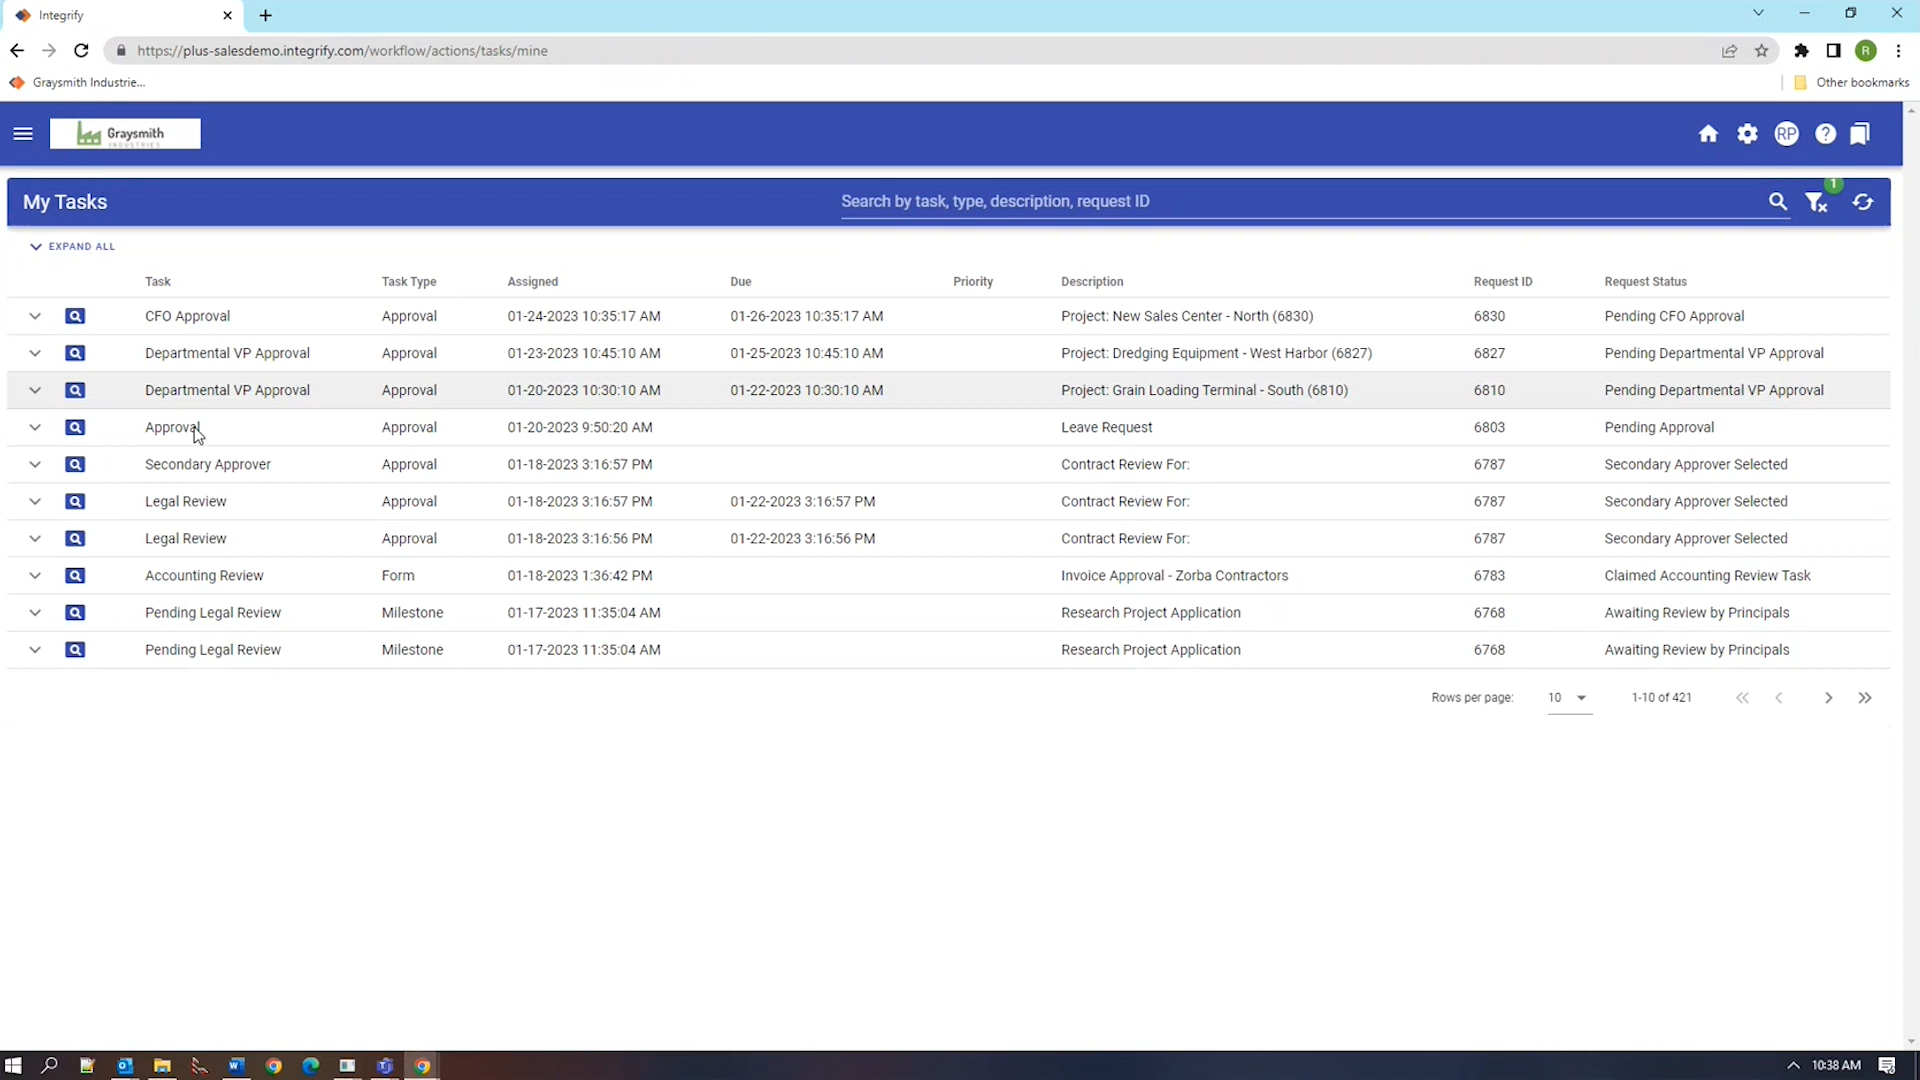 Integrify
https://plus-salesdemo.integrify.com/workflow/actions/tasks/mine
R
Graysmith Industrie...
Other bookmarks
Graysmith
INDUSTRIES
RP
?
My Tasks
Search by task, type, description, request ID
1
EXPAND ALL
Task Task Type Assigned Due Priority Description Request ID Request Status
CFO Approval Approval 01-24-2023 10:35:17 AM 01-26-2023 10:35:17 AM Project: New Sales Center - North (6830) 6830 Pending CFO Approval
Departmental VP Approval Approval 01-23-2023 10:45:10 AM 01-25-2023 10:45:10 AM Project: Dredging Equipment - West Harbor (6827) 6827 Pending Departmental VP Approval
Departmental VP Approval Approval 01-20-2023 10:30:10 AM 01-22-2023 10:30:10 AM Project: Grain Loading Terminal - South (6810) 6810 Pending Departmental VP Approval
Approval Approval 01-20-2023 9:50:20 AM Leave Request 6803 Pending Approval
Secondary Approver Approval 01-18-2023 3:16:57 PM Contract Review For: 6787 Secondary Approver Selected
Legal Review Approval 01-18-2023 3:16:57 PM 01-22-2023 3:16:57 PM Contract Review For: 6787 Secondary Approver Selected
Legal Review Approval 01-18-2023 3:16:56 PM 01-22-2023 3:16:56 PM Contract Review For: 6787 Secondary Approver Selected
Accounting Review Form 01-18-2023 1:36:42 PM Invoice Approval - Zorba Contractors 6783 Claimed Accounting Review Task
Pending Legal Review Milestone 01-17-2023 11:35:04 AM Research Project Application 6768 Awaiting Review by Principals
Pending Legal Review Milestone 01-17-2023 11:35:04 AM Research Project Application 6768 Awaiting Review by Principals
Rows per page: 10 1-10 of 421
10:38 AM